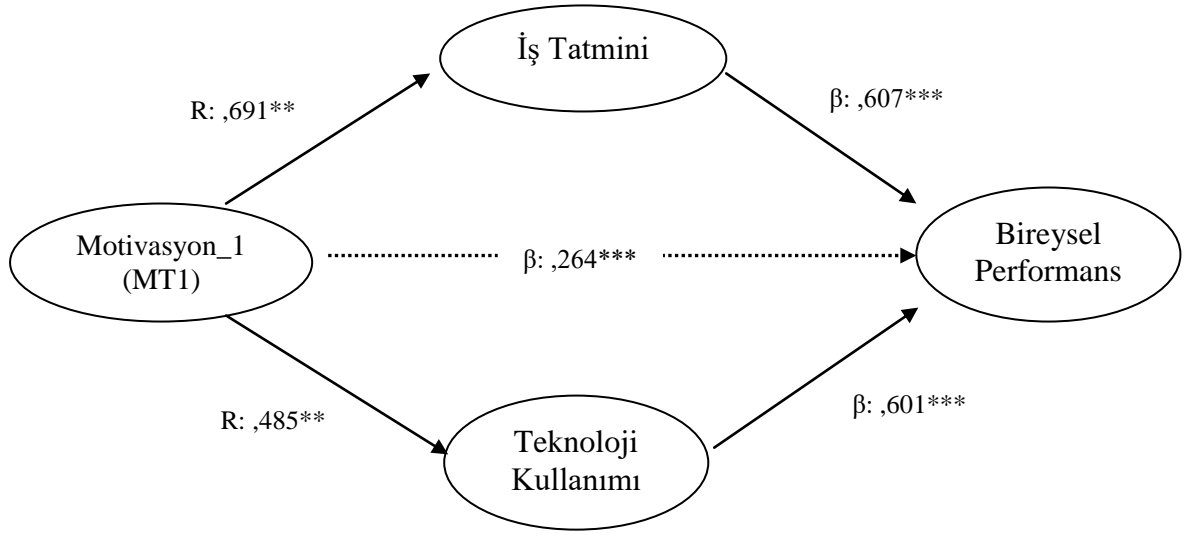 İş Tatmini
R: ,691**
β: ,607***
Motivasyon_1
(MT1)
β: ,264***
Bireysel
Performans
R: ,485**
β: ,601***
Teknoloji
Kullanımı